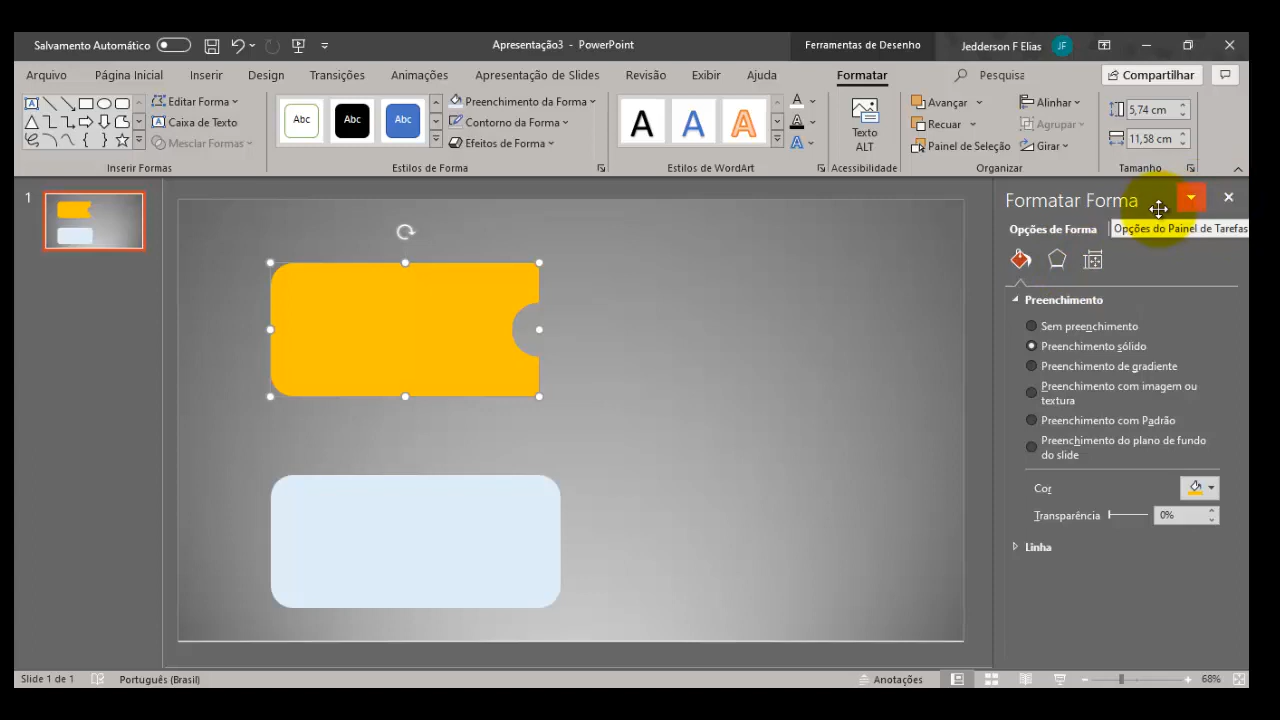 Salvamento Automático
Apresentação3 - PowerPoint
Ferramentas de Desenho
Jedderson F Elias
JF
Arquivo
Página Inicial
Inserir
Design
Transições
Animações
Apresentação de Slides
Revisão
Exibir
Ajuda
Formatar
Pesquisa
Compartilhar
Editar Forma
Caixa de Texto
Mesclar Formas
Inserir Formas
Abc
Abc
Abc
Preenchimento da Forma
Contorno da Forma
Efeitos de Forma
Estilos de Forma
A
A
A
A
A
A
Estilos de WordArt
Texto
ALT
Acessibilidade
Avançar
Recuar
Painel de Seleção
Alinhar
Agrupar
Girar
Organizar
5,74 cm
11,58 cm
Tamanho
1
Formatar Forma
Opções de Forma
Opções do Painel de Tarefas
Preenchimento
Sem preenchimento
Preenchimento sólido
Preenchimento de gradiente
Preenchimento com imagem ou
textura
Preenchimento com Padrão
Preenchimento do plano de fundo
do slide
Cor
Transparência
0%
Linha
Slide 1 de 1
Português (Brasil)
Anotações
68%